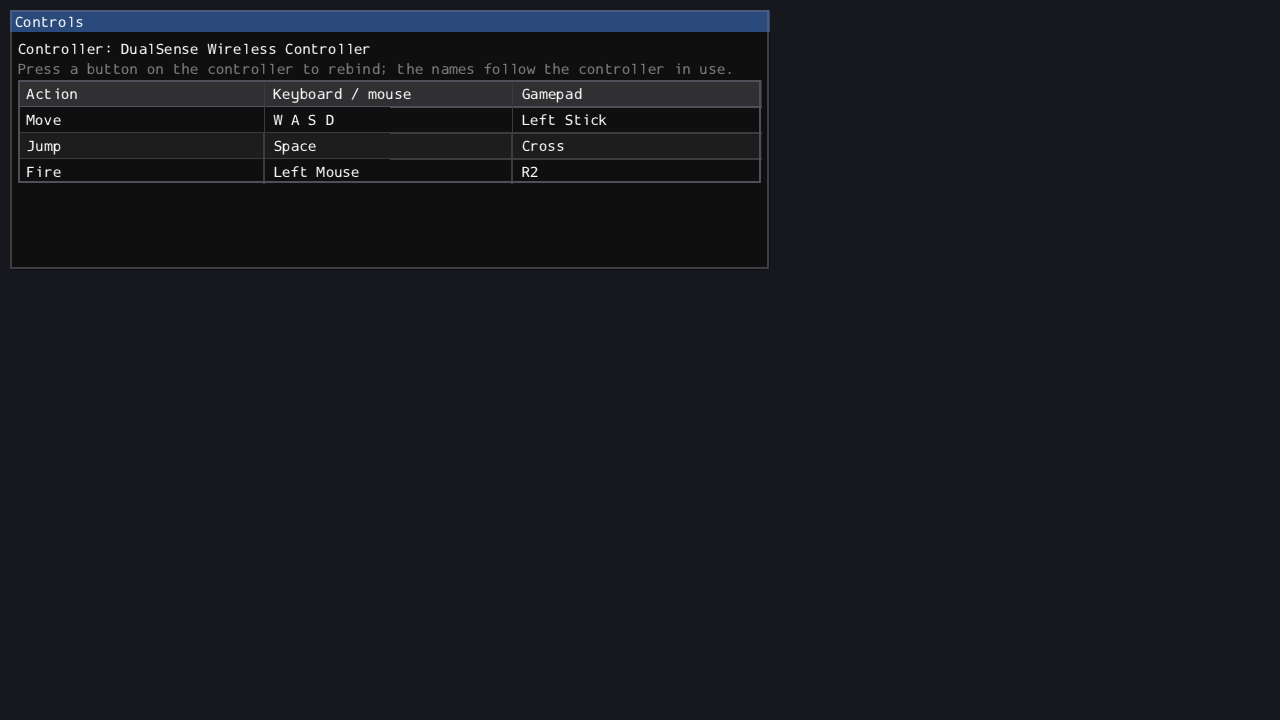 Controls
Controller: DualSense Wireless Controller
Press a button on the controller to rebind; the names follow the controller in use.
Action Keyboard / mouse Gamepad
Move W A S D Left Stick
Jump Space Cross
Fire Left Mouse R2